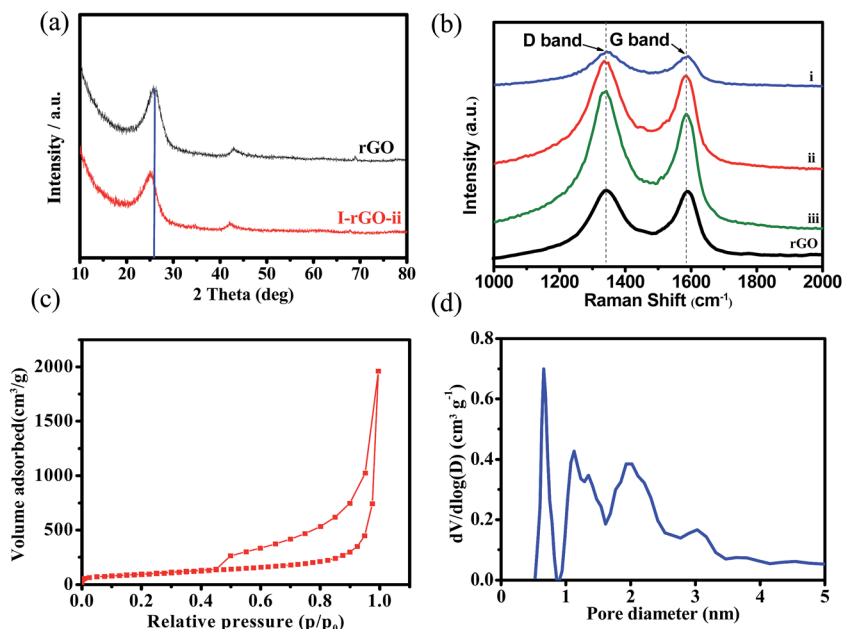 (a)
Intensity / a.u.
rGO
I-rGO-ii
10 20 30 40 50 60 70 80
2 Theta (deg)
(b)
Intensity (a.u.)
D band G band
i
ii
iii
rGO
1000 1200 1400 1600 1800 2000
Raman Shift (cm⁻¹)
(c)
Volume adsorbed(cm³/g)
2000
1500
1000
500
0
0.0 0.2 0.4 0.6 0.8 1.0
Relative pressure (p/p₀)
(d)
dV/dlog(D) (cm³ g⁻¹)
0.8
0.6
0.4
0.2
0.0
0 1 2 3 4 5
Pore diameter (nm)